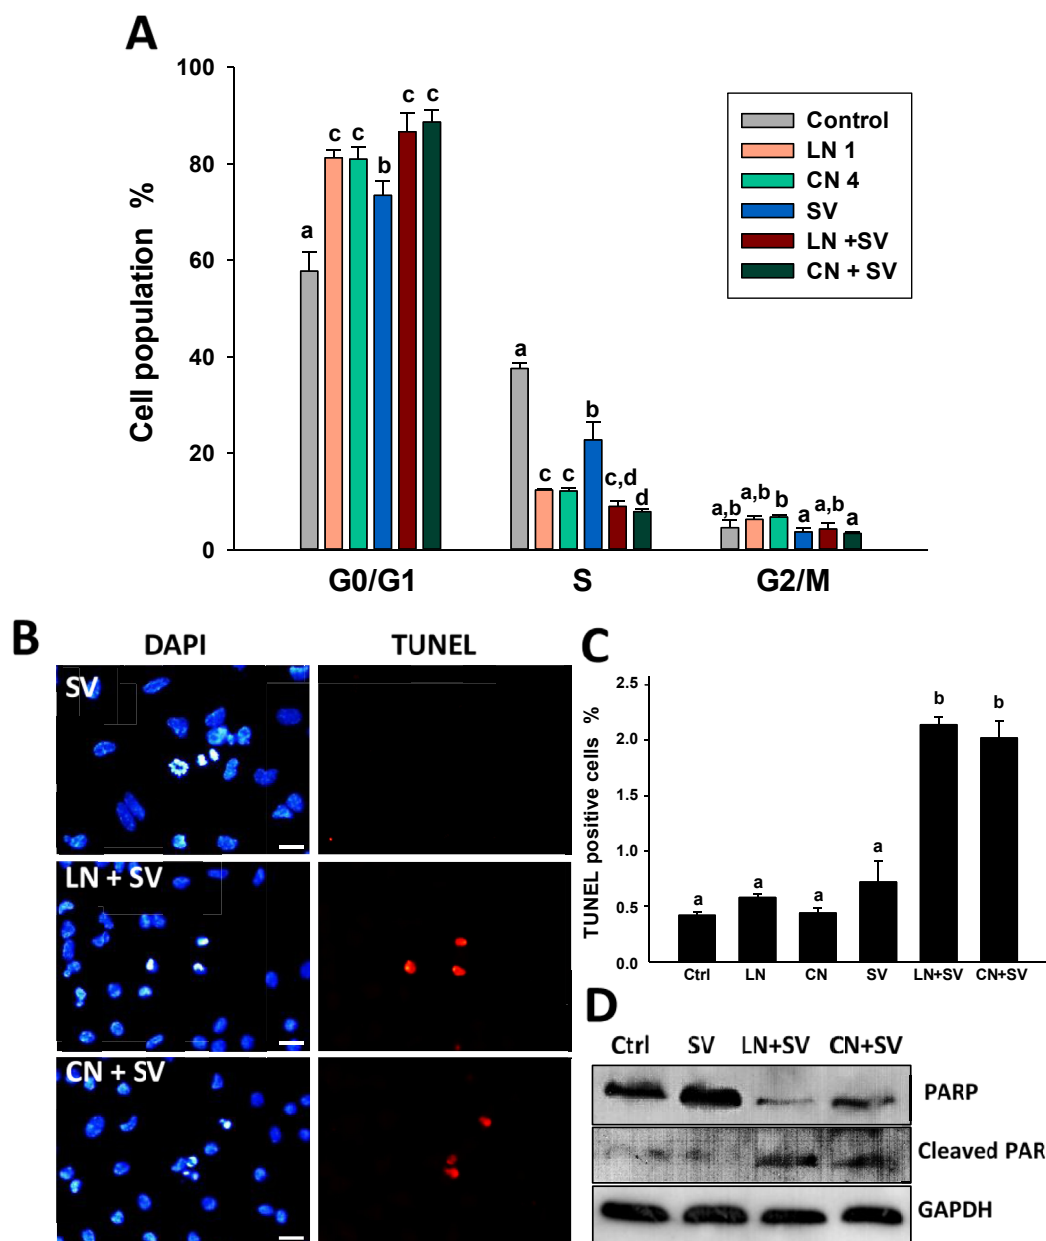 A
100
80
60
40
20
0
Cell population %
a
c
c
b
c
c
a
c
c
b
c,d
d
a,b
a,b
b
a
a,b
a
G0/G1
S
G2/M
Control
LN 1
CN 4
SV
LN +SV
CN + SV
B
DAPI
TUNEL
SV
LN + SV
CN + SV
C
2.5
2.0
1.5
1.0
0.5
0.0
TUNEL positive cells %
a
a
a
a
b
b
Ctrl
LN
CN
SV
LN+SV
CN+SV
D
Ctrl
SV
LN+SV
CN+SV
PARP
Cleaved PAR
GAPDH